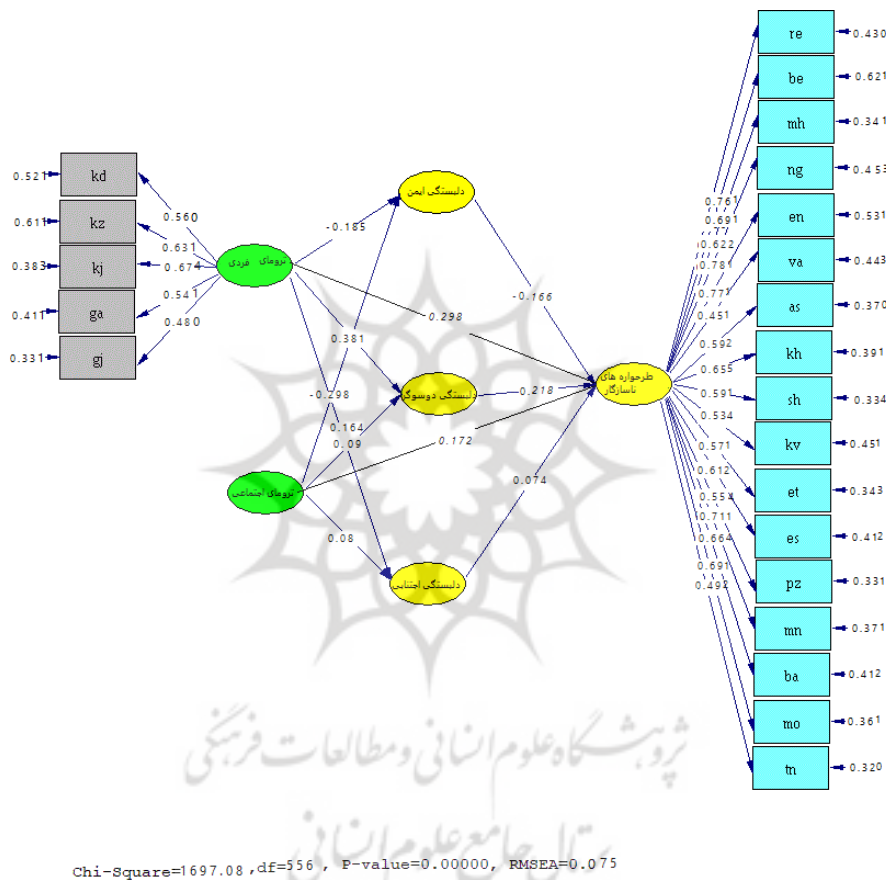 re
0.430
be
0.621
mh
0.341
ng
0.453
en
0.531
va
0.443
as
0.370
kh
0.391
sh
0.334
kv
0.451
et
0.343
es
0.412
pz
0.331
mn
0.371
ba
0.412
mo
0.361
tn
0.320
0.761
0.691
0.622
0.781
0.771
0.451
0.592
0.655
0.591
0.534
0.571
0.612
0.554
0.711
0.664
0.691
0.492
0.521
kd
0.611
kz
0.383
kj
0.411
ga
0.331
gj
0.560
0.631
0.674
0.541
0.480
ترومای فردی
ترومای اجتماعی
دلبستگی ایمن
دلبستگی دوسوگرا
دلبستگی اجتنابی
طرحواره های
ناسازگار
-0.185
0.298
-0.166
0.381
-0.298
0.164
0.09
0.218
0.172
0.074
0.08
پژوهشگاه علوم انسانی و مطالعات فرهنگی
پرتال جامع علوم انسانی
Chi-Square=1697.08 ,df=556 , P-value=0.00000, RMSEA=0.075